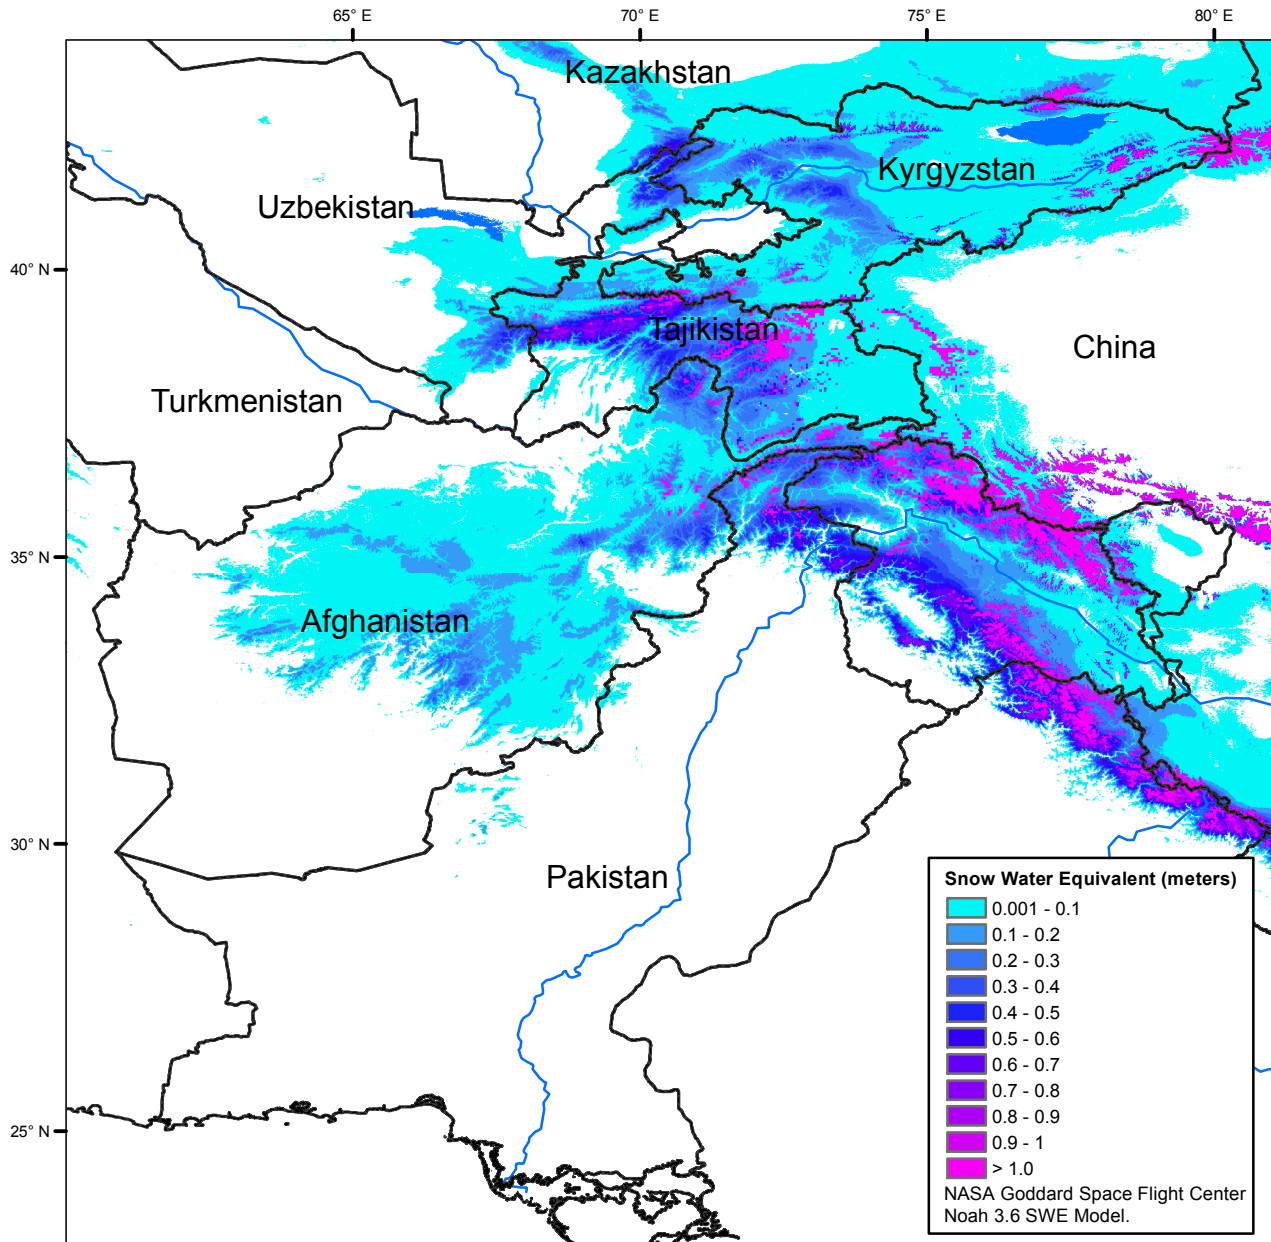 65° E
70° E
75° E
80° E
Kazakhstan
Kyrgyzstan
Uzbekistan
40° N
Tajikistan
China
Turkmenistan
35° N
Afghanistan
30° N
Pakistan
25° N
Snow Water Equivalent (meters)
0.001 - 0.1
0.1 - 0.2
0.2 - 0.3
0.3 - 0.4
0.4 - 0.5
0.5 - 0.6
0.6 - 0.7
0.7 - 0.8
0.8 - 0.9
0.9 - 1
> 1.0
NASA Goddard Space Flight Center
Noah 3.6 SWE Model.